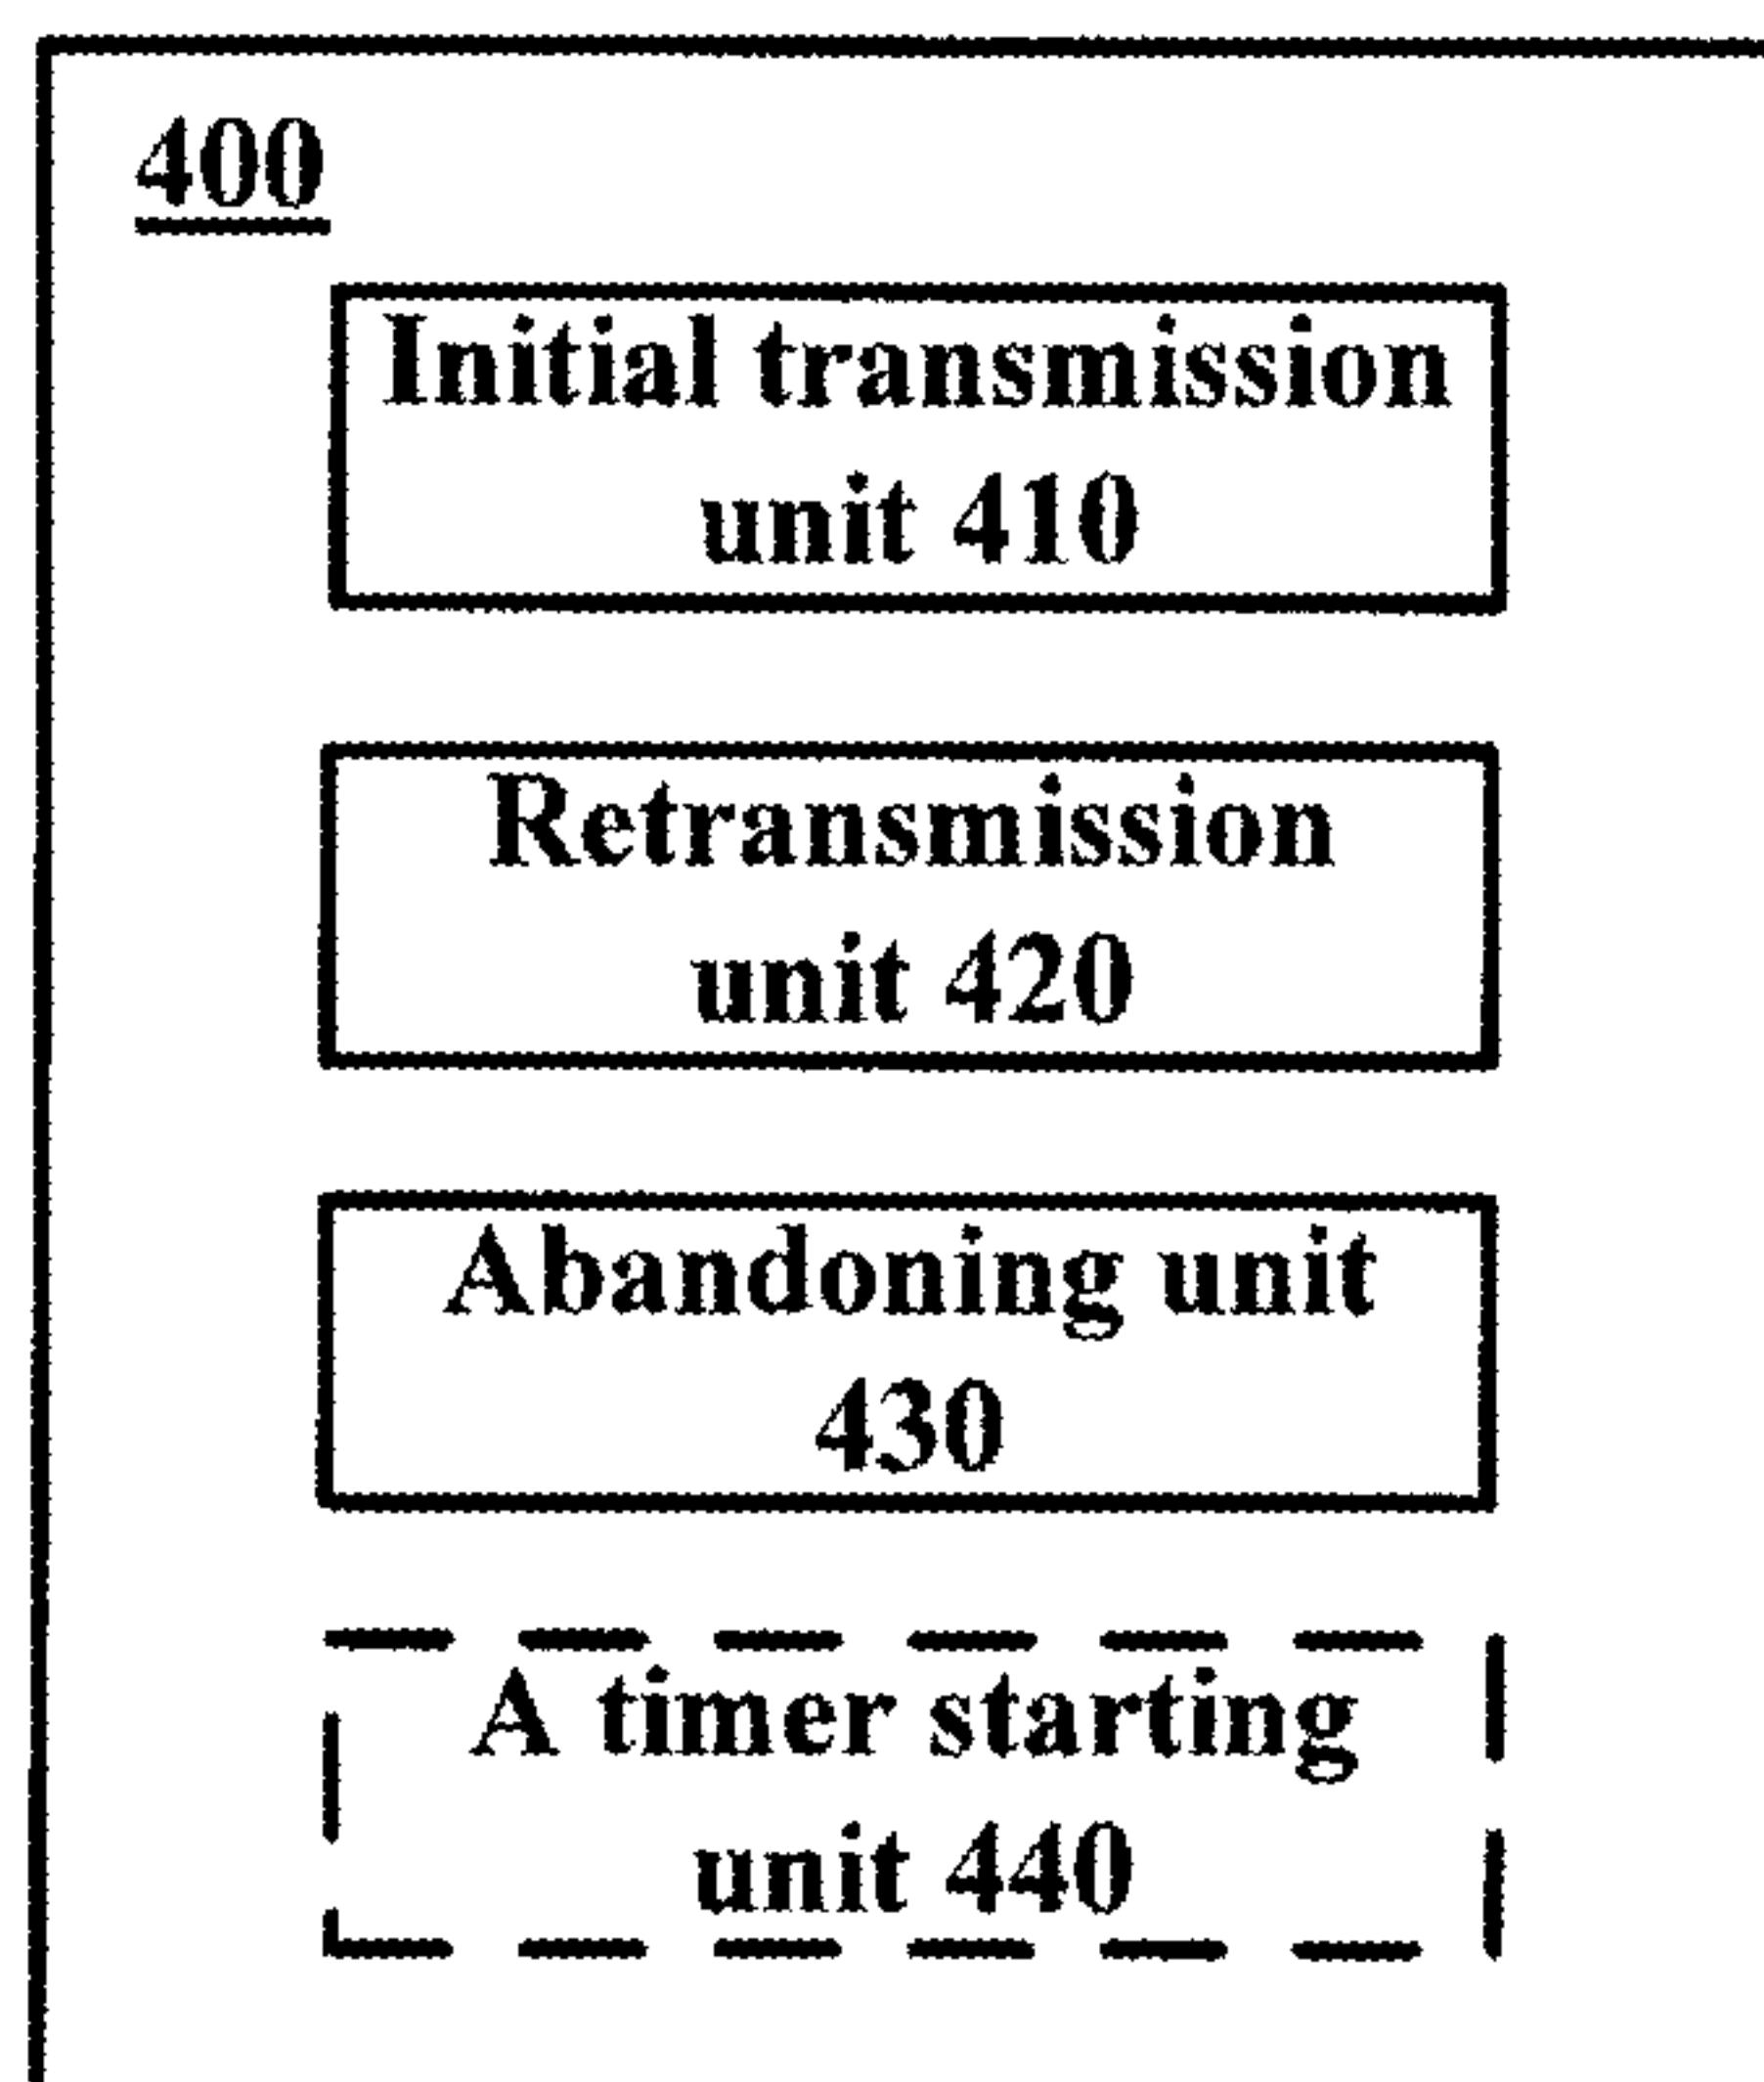 400
Initial transmission
unit 410
Retransmission
unit 420
Abandoning unit
430
A timer starting
unit 440